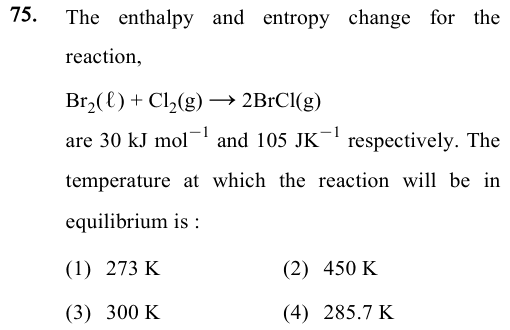 75. The enthalpy and entropy change for the
reaction,
Br₂(ℓ) + Cl₂(g) ⟶ 2BrCl(g)
are 30 kJ mol⁻¹ and 105 JK⁻¹ respectively. The
temperature at which the reaction will be in
equilibrium is :
(1) 273 K (2) 450 K
(3) 300 K (4) 285.7 K